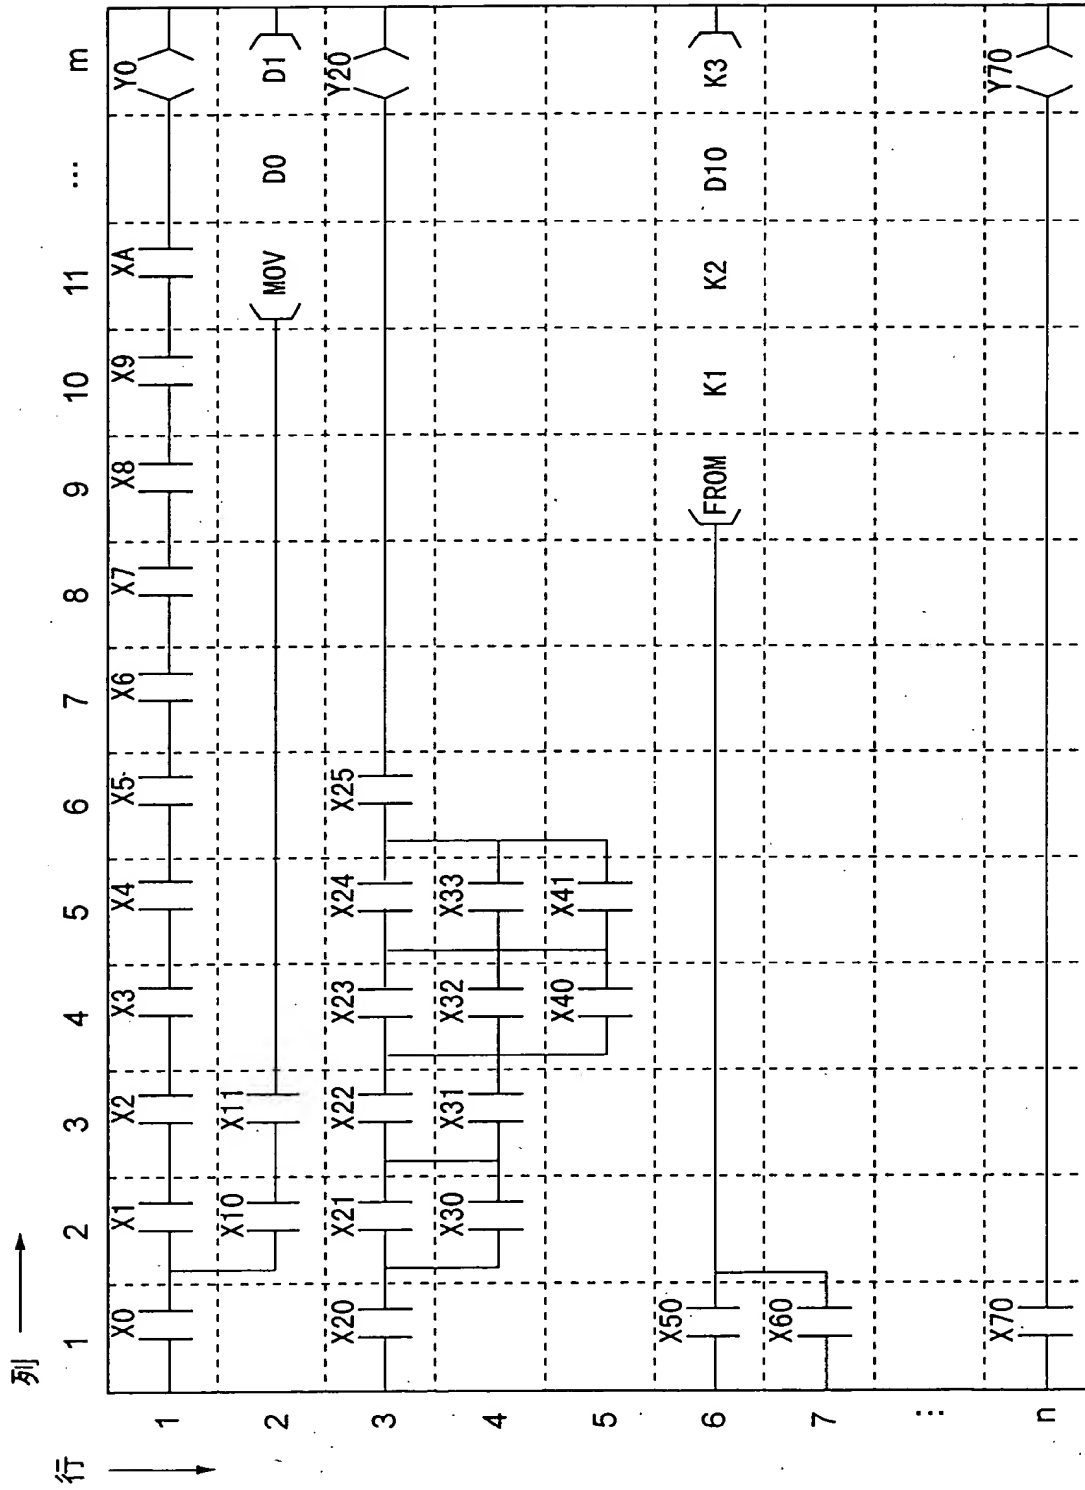 列
1 2 3 4 5 6 7 8 9 10 11 ... m
行
1 X0 X1 X2 X3 X4 X5 X6 X7 X8 X9 XA Y0
2 X10 X11 MOV D0 D1
3 X20 X21 X22 X23 X24 X25 Y20
4 X30 X31 X32 X33
5 X40 X41
6 X50 FROM K1 K2 D10 K3
7 X60
...
n X70 Y70